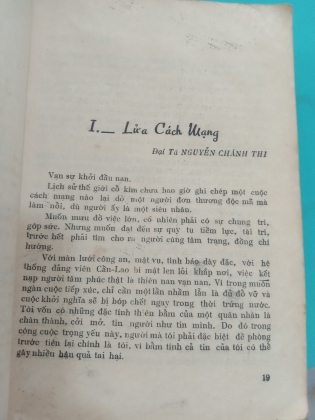 I.— Lửa Cách Mạng
Đại Tá NGUYỄN CHÁNH THI
Vạn sự khởi đầu nan.
Lịch sử thế giới cổ kim chưa bao giờ ghi chép một cuộc
cách mạng nào lại do một người đơn thương độc mã mà
làm nổi, dù người ấy là một siêu nhân.
Muốn mưu đồ việc lớn, cố nhiên phải có sự chung trí,
góp sức. Nhưng muốn đạt đến sự quy tụ tiềm lực, tài trí,
trước hết phải tìm cho ra người cùng tâm trạng, đồng chí
hướng.
Với màn lưới công an, mật vụ, tình báo dày đặc, với hệ
thống đảng viên Cần-Lao bí mật len lỏi khắp nơi, việc kết
nạp người tâm phúc thật là thiên nan vạn nan. Vì trong muôn
ngàn cuộc tiếp xúc, chỉ cần một lần nhầm lẫn là đủ đổ vỡ và
cuộc khởi nghĩa sẽ bị bóp chết ngay trong thời trứng nước.
Tôi vốn có những đặc tính thiên bẩm của một quân nhân là
chân thành, cởi mở, tin người như tin mình. Do đó trong
công cuộc trọng yếu này, người mà tôi phải đặc biệt đề phòng
trước tiên lại chính là tôi, vì bẩm tính cả tin của tôi có thể
gây nhiều hậu quả tai hại.
19